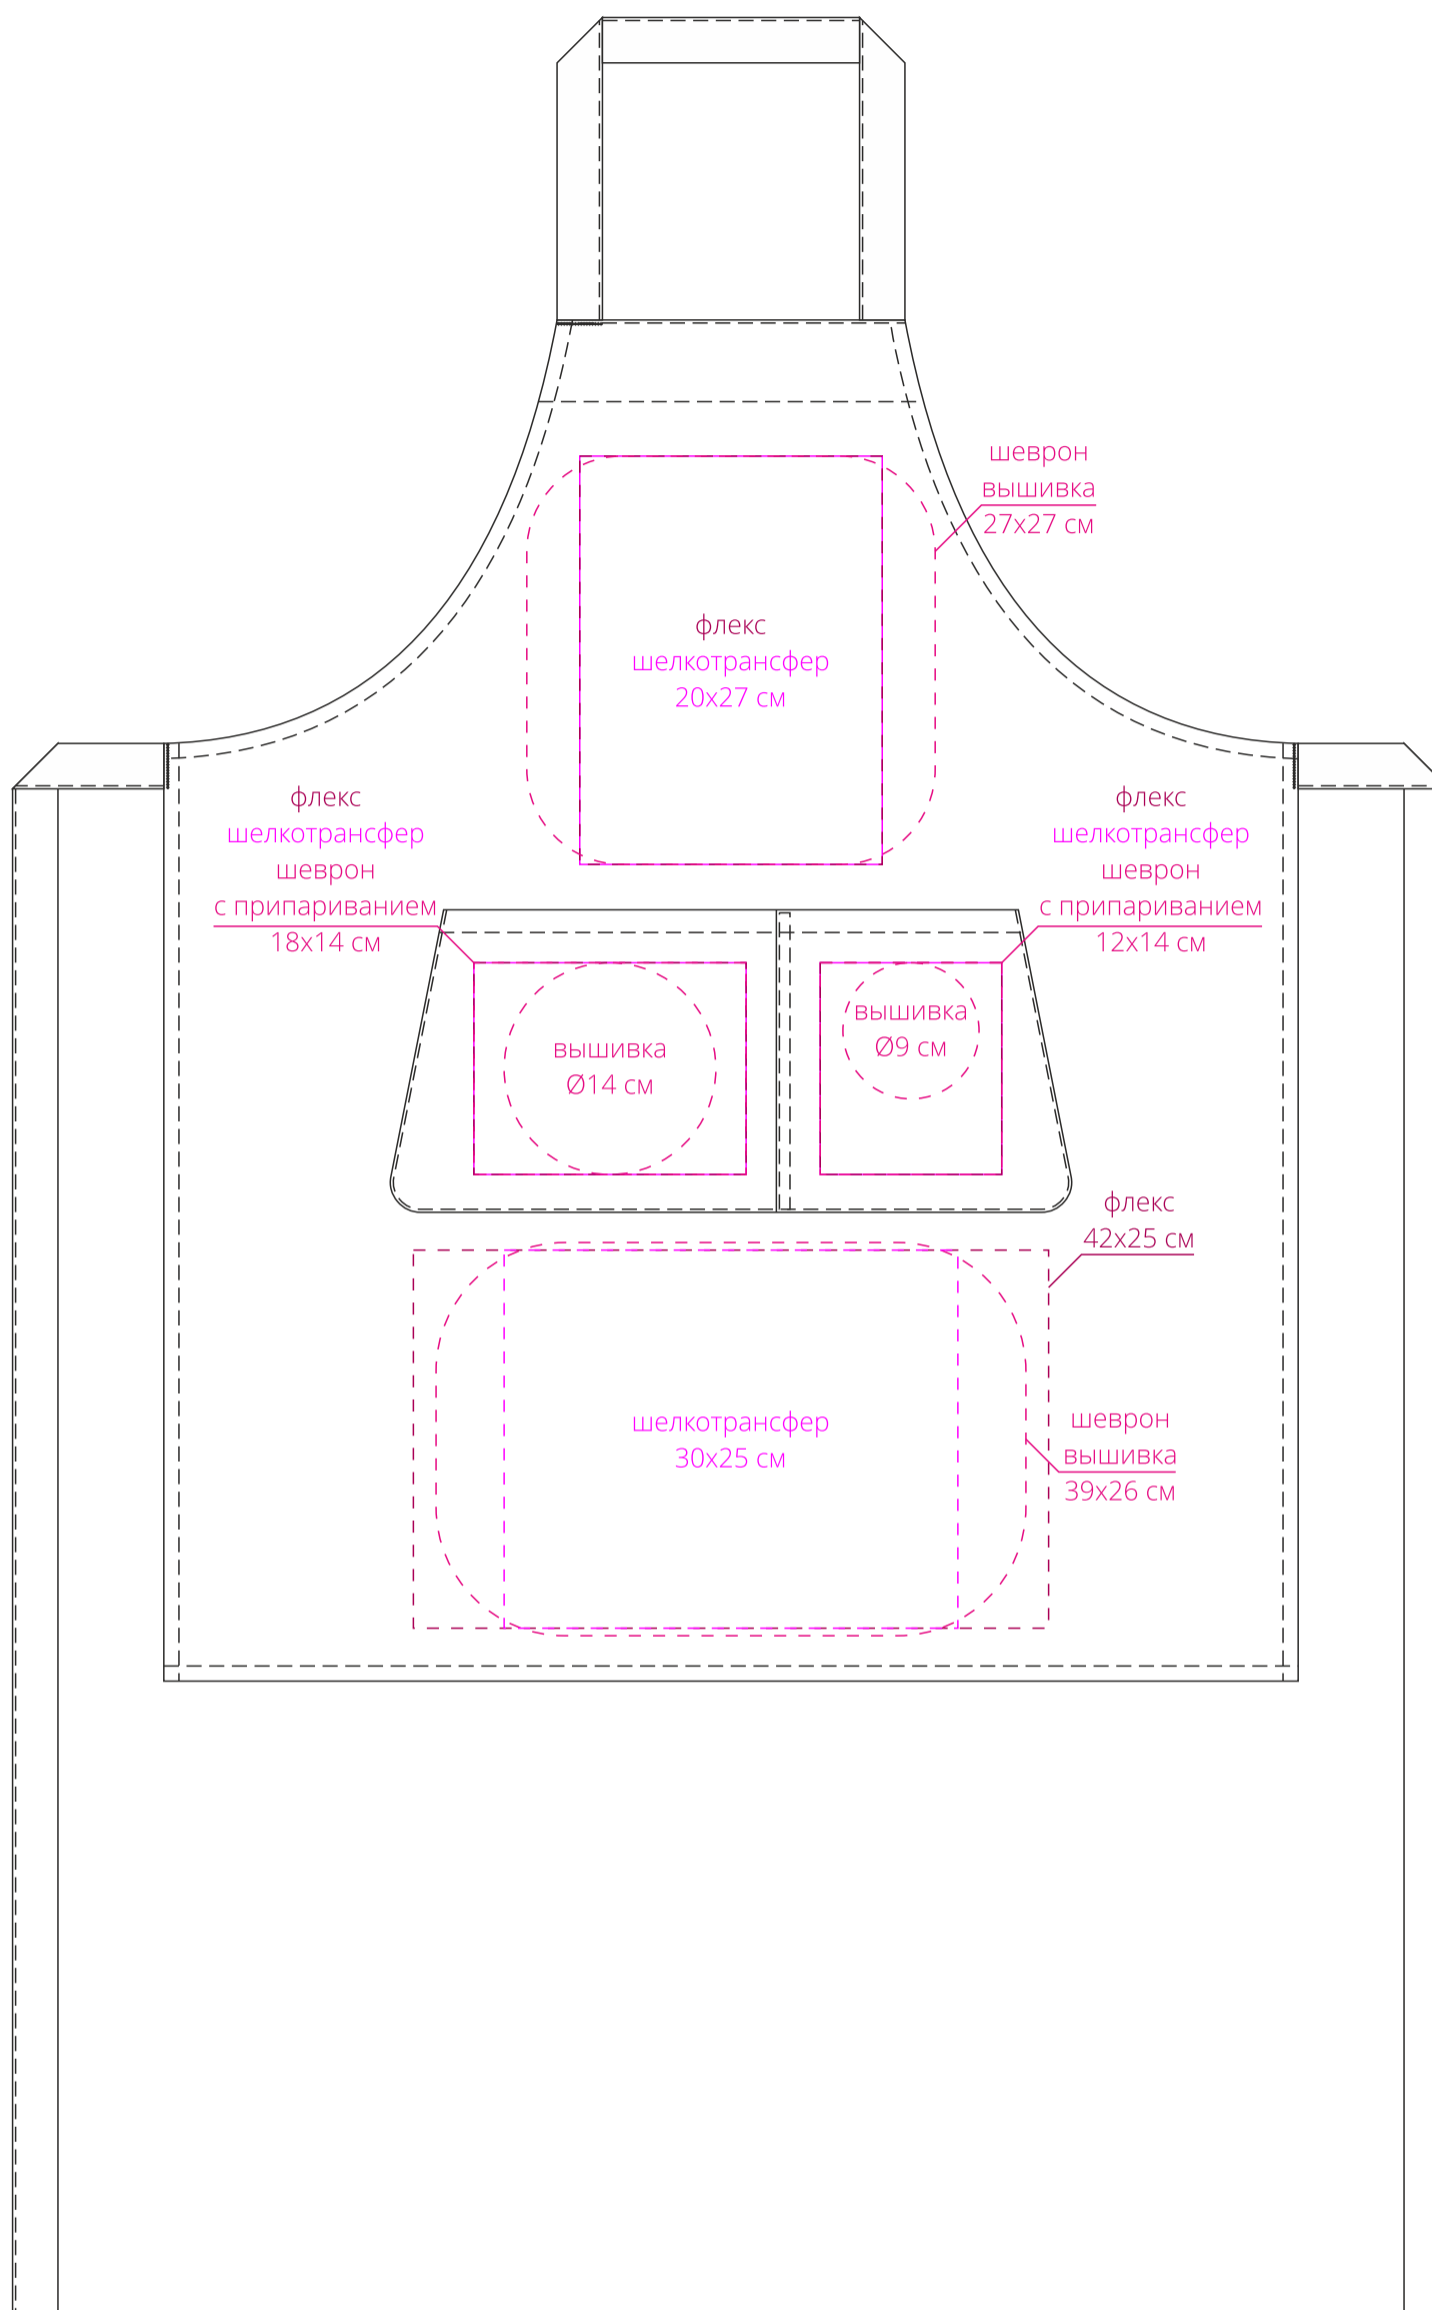 шеврон
вышивка
27х27 см
флекс
шелкотрансфер
20х27 см
флекс
шелкотрансфер
шеврон
с припариванием
18х14 см
флекс
шелкотрансфер
шеврон
с припариванием
12х14 см
вышивка
Ø14 см
вышивка
Ø9 см
флекс
42х25 см
шелкотрансфер
30х25 см
шеврон
вышивка
39х26 см